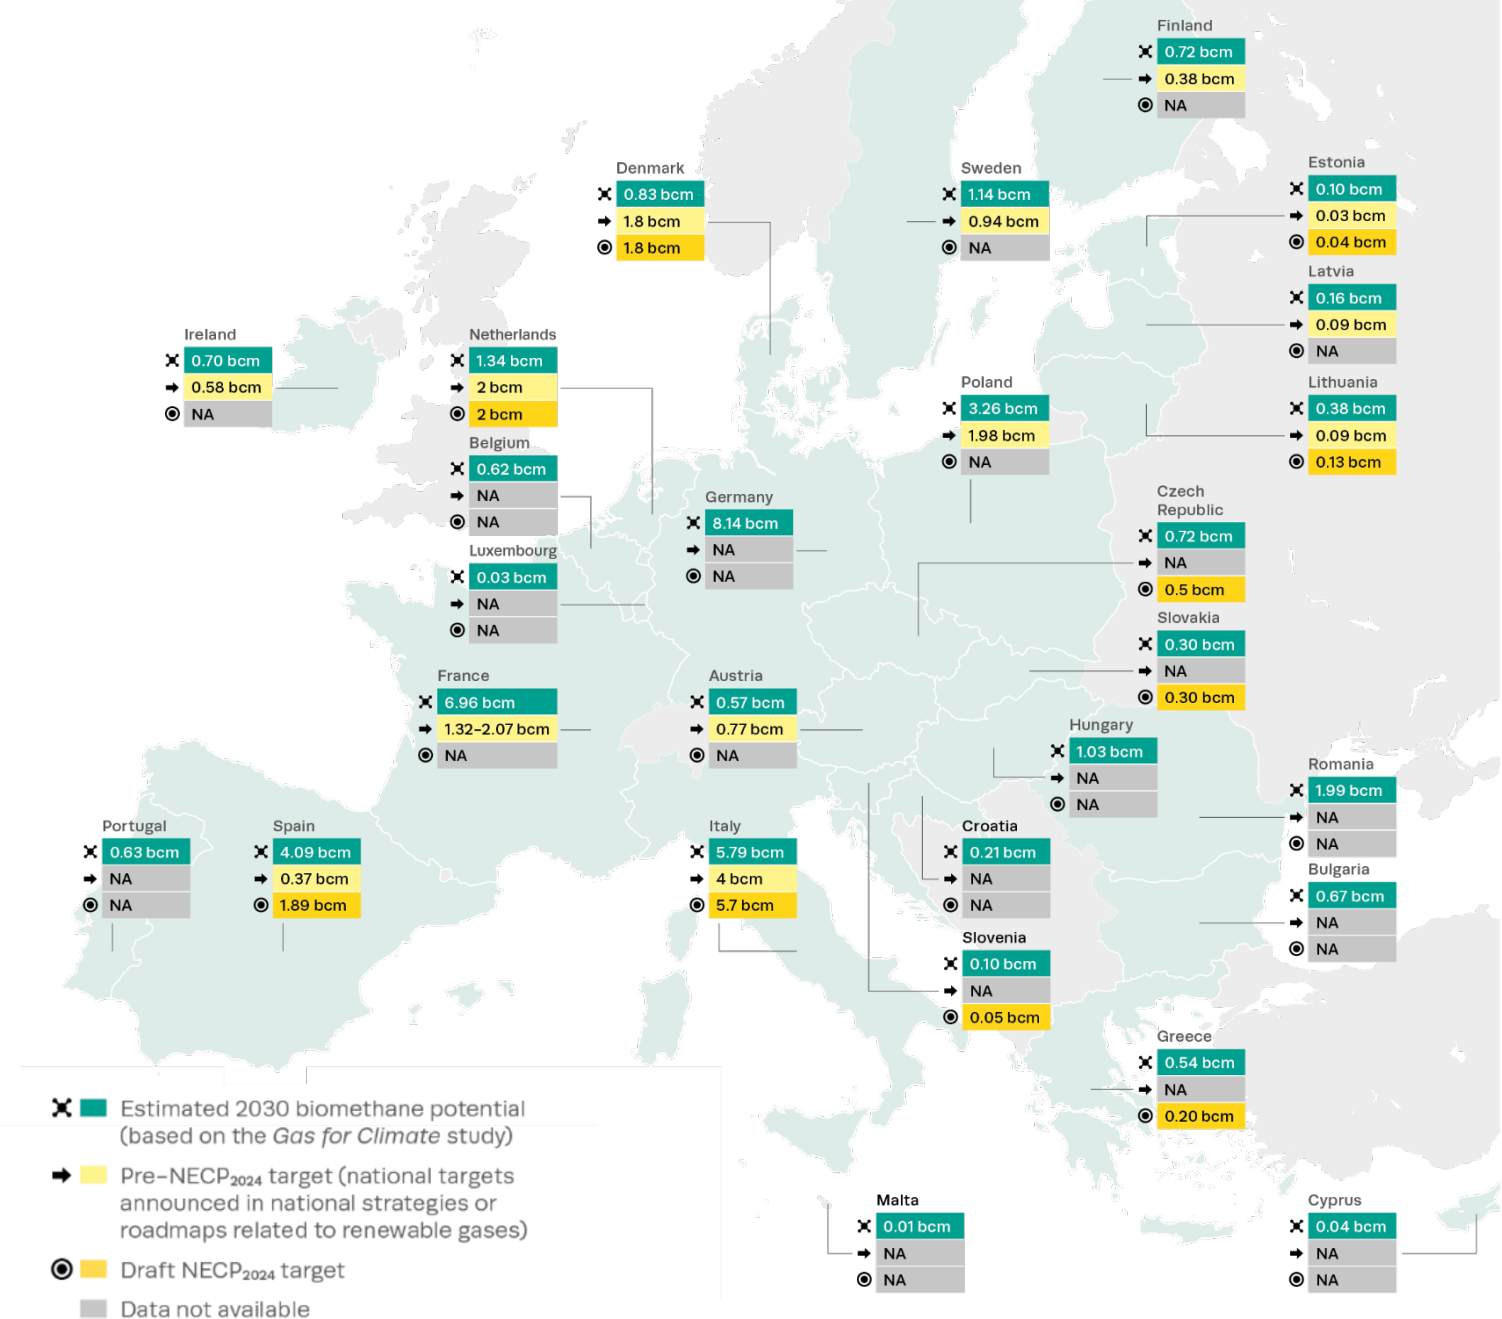 Finland
0.72 bcm
0.38 bcm
NA
Denmark
0.83 bcm
1.8 bcm
1.8 bcm
Sweden
1.14 bcm
0.94 bcm
NA
Estonia
0.10 bcm
0.03 bcm
0.04 bcm
Latvia
0.16 bcm
0.09 bcm
NA
Ireland
0.70 bcm
0.58 bcm
NA
Netherlands
1.34 bcm
2 bcm
2 bcm
Poland
3.26 bcm
1.98 bcm
NA
Lithuania
0.38 bcm
0.09 bcm
0.13 bcm
Belgium
0.62 bcm
NA
NA
Germany
8.14 bcm
NA
NA
Czech
Republic
0.72 bcm
NA
0.5 bcm
Luxembourg
0.03 bcm
NA
NA
Slovakia
0.30 bcm
NA
0.30 bcm
France
6.96 bcm
1.32–2.07 bcm
NA
Austria
0.57 bcm
0.77 bcm
NA
Hungary
1.03 bcm
NA
NA
Romania
1.99 bcm
NA
NA
Portugal
0.63 bcm
NA
NA
Spain
4.09 bcm
0.37 bcm
1.89 bcm
Italy
5.79 bcm
4 bcm
5.7 bcm
Croatia
0.21 bcm
NA
NA
Bulgaria
0.67 bcm
NA
NA
Slovenia
0.10 bcm
NA
0.05 bcm
Greece
0.54 bcm
NA
0.20 bcm
Malta
0.01 bcm
NA
NA
Cyprus
0.04 bcm
NA
NA
Estimated 2030 biomethane potential
(based on the Gas for Climate study)
Pre–NECP₂₀₂₄ target (national targets
announced in national strategies or
roadmaps related to renewable gases)
Draft NECP₂₀₂₄ target
Data not available